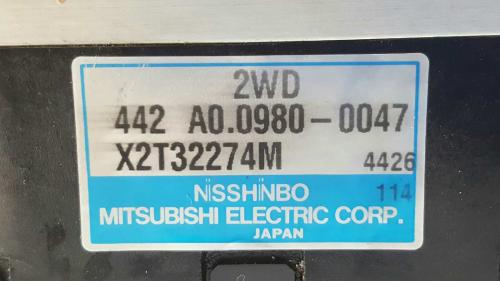 2WD
442 A0.0980-0047
X2T32274M 4426
NiSSHiNBO 114
MITSUBISHI ELECTRIC CORP.
JAPAN